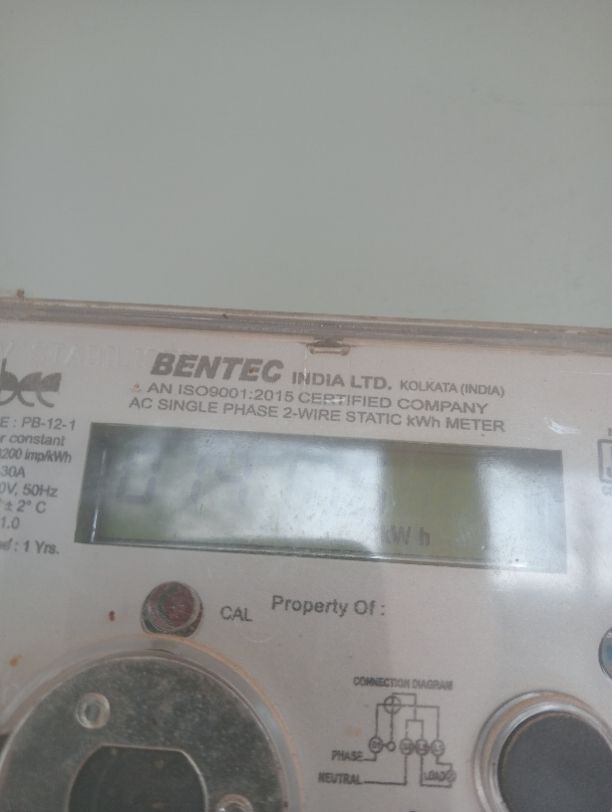 BENTEC INDIA LTD. KOLKATA (INDIA)
AN ISO9001:2015 CERTIFIED COMPANY
AC SINGLE PHASE 2-WIRE STATIC kWh METER
E : PB-12-1
r constant
3200 imp/kWh
-30A
0V, 50Hz
± 2° C
1.0
: 1 Yrs.
kW h
CAL
Property Of :
CONNECTION DIAGRAM
PHASE
NEUTRAL
LOAD